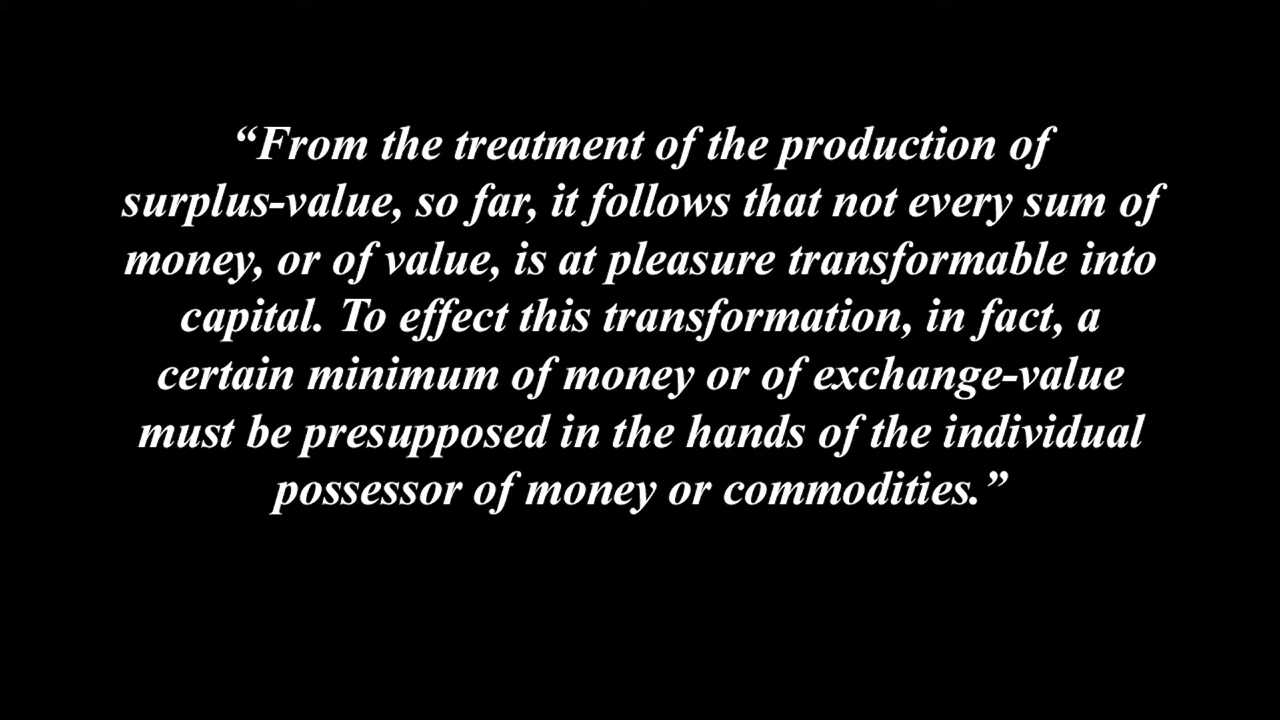 “From the treatment of the production of
surplus-value, so far, it follows that not every sum of
money, or of value, is at pleasure transformable into
capital. To effect this transformation, in fact, a
certain minimum of money or of exchange-value
must be presupposed in the hands of the individual
possessor of money or commodities.”